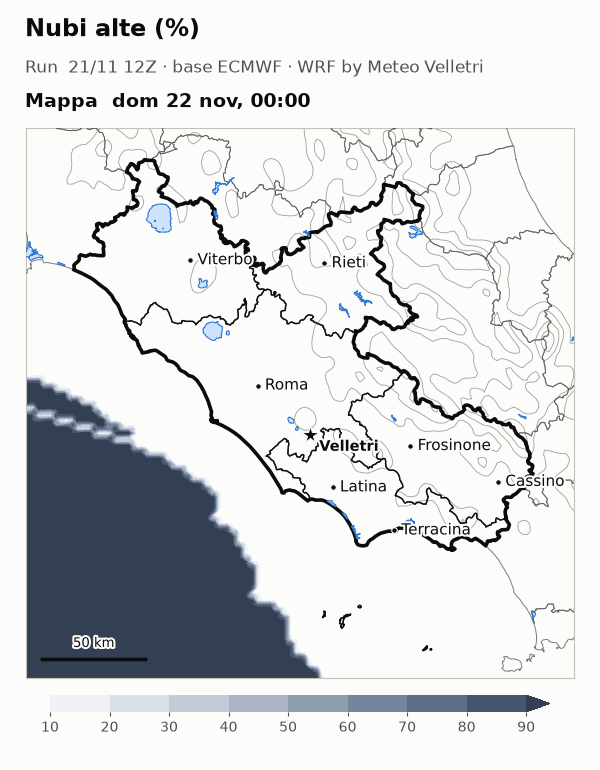 Nubi alte (%)
Run  21/11 12Z · base ECMWF · WRF by Meteo Velletri
Mappa  dom 22 nov, 00:00
Viterbo
Rieti
Roma
Velletri
Frosinone
Cassino
Latina
Terracina
50 km
10 20 30 40 50 60 70 80 90